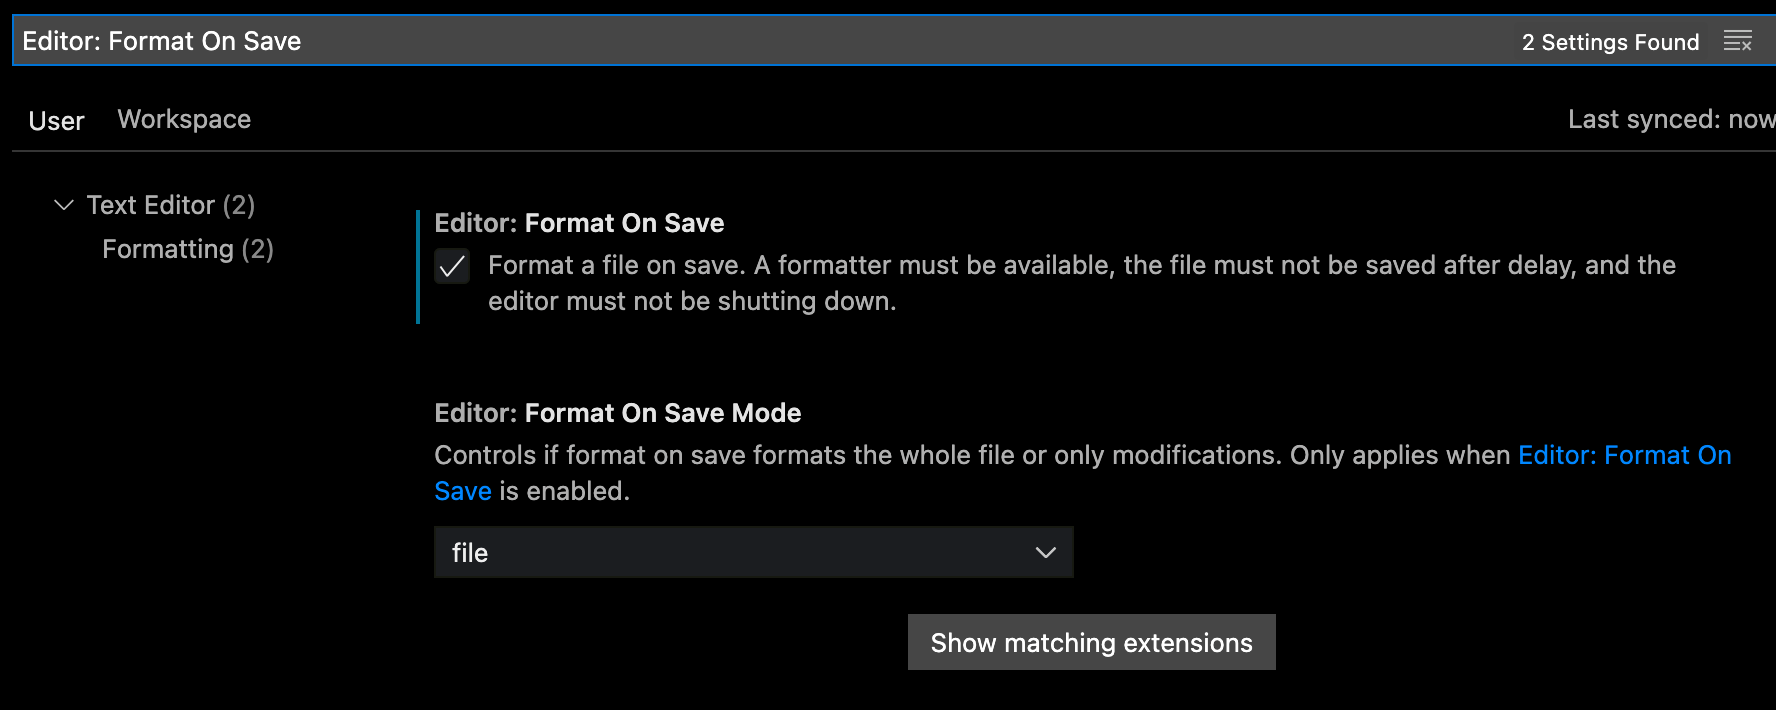 Editor: Format On Save
2 Settings Found
User
Workspace
Last synced: now
Text Editor (2)
Formatting (2)
Editor: Format On Save
Format a file on save. A formatter must be available, the file must not be saved after delay, and the
editor must not be shutting down.
Editor: Format On Save Mode
Controls if format on save formats the whole file or only modifications. Only applies when Editor: Format On
Save is enabled.
file
Show matching extensions